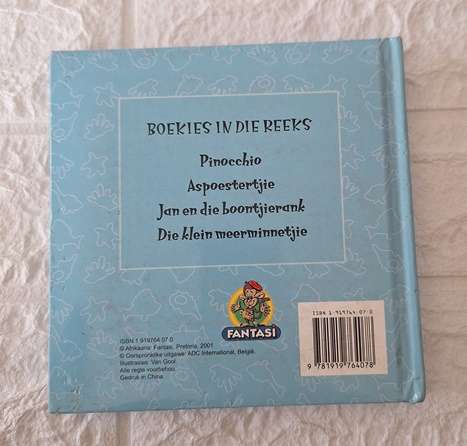 BOEKIES IN DIE REEKS
Pinocchio
Aspoestertjie
Jan en die boontjierank
Die klein meerminnetjie
FANTASI
ISBN 1 919764 07 0
© Afrikaans: Fantasi, Pretoria, 2001
© Oorspronklike uitgawe: ADC International, België.
Illustrasies: Van Gool
Alle regte voorbehou.
Gedruk in China.
ISBN 1-919764-07-0
9 781919 764078